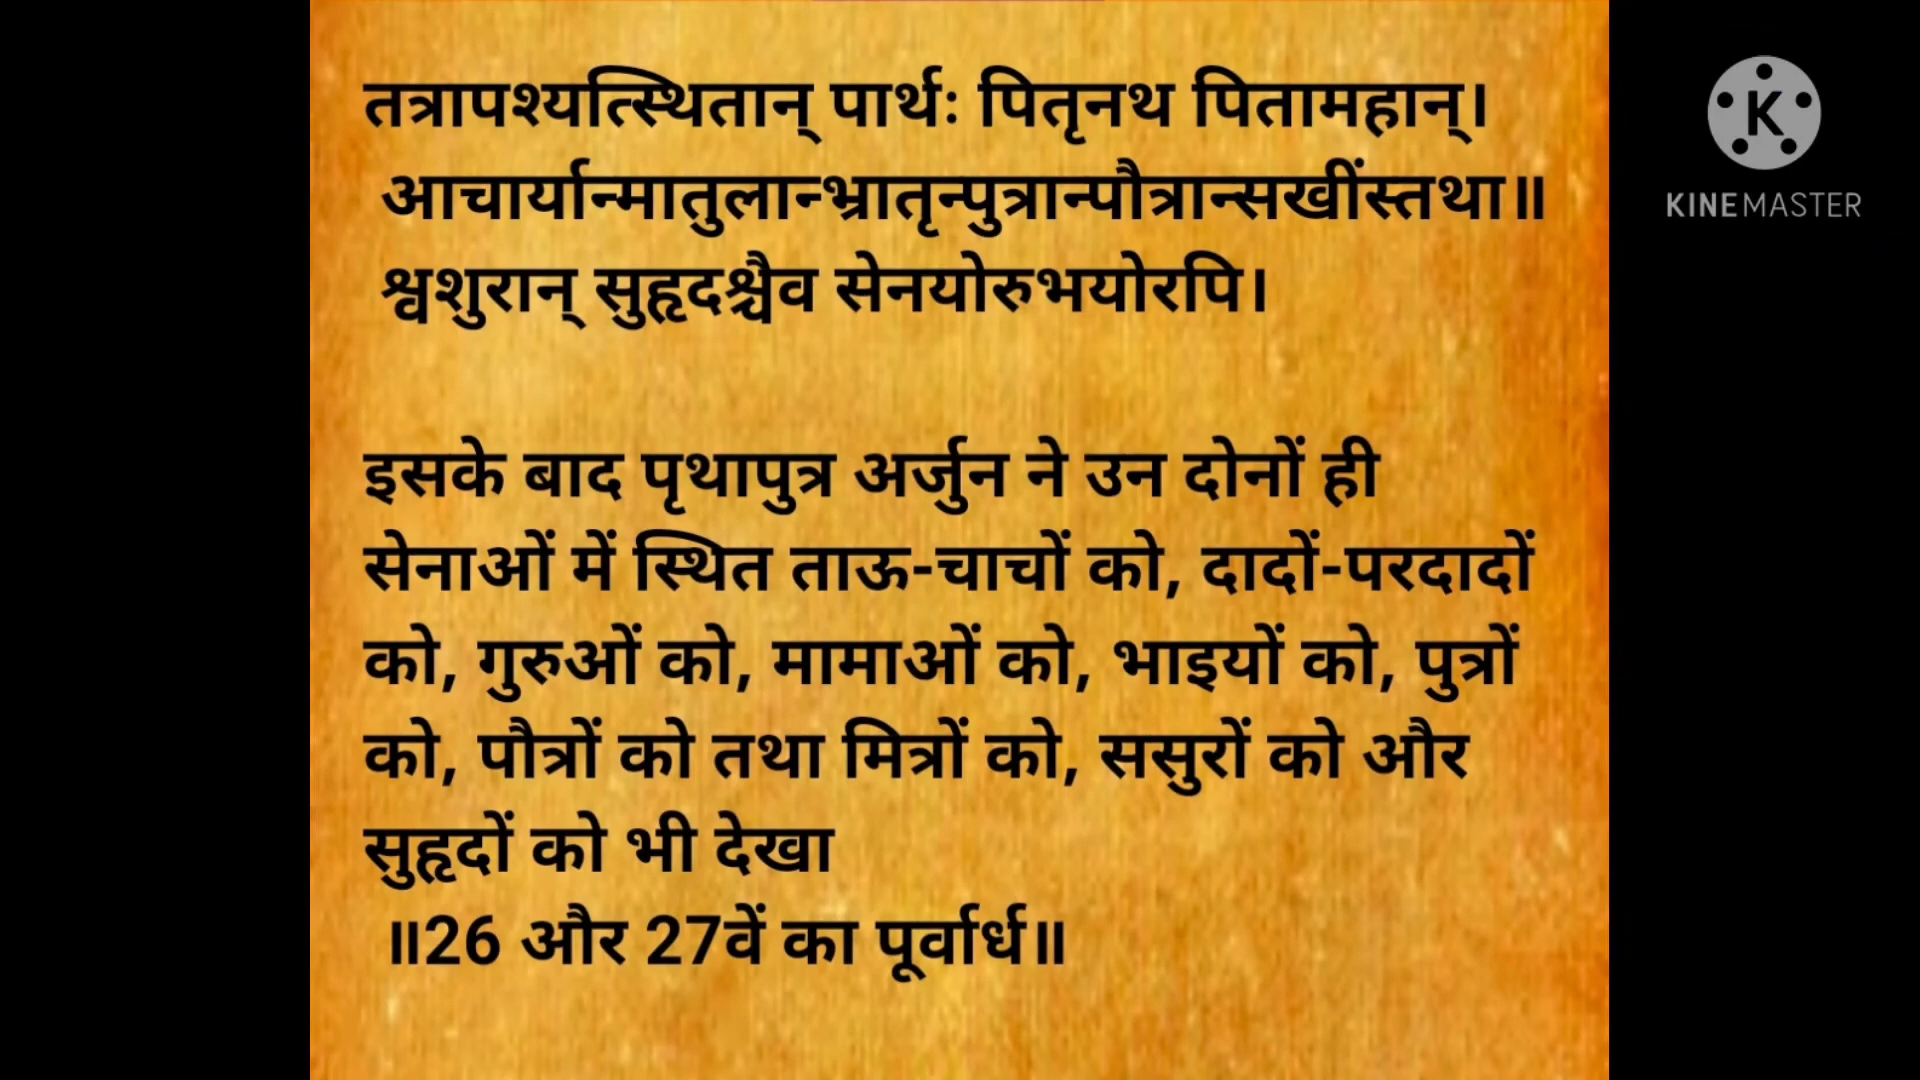 तत्रापश्यत्स्थितान् पार्थः पितृनथ पितामहान्।
आचार्यान्मातुलान्भ्रातृन्पुत्रान्पौत्रान्सखींस्तथा॥
श्वशुरान् सुहृदश्चैव सेनयोरुभयोरपि।
इसके बाद पृथापुत्र अर्जुन ने उन दोनों ही
सेनाओं में स्थित ताऊ-चाचों को, दादों-परदादों
को, गुरुओं को, मामाओं को, भाइयों को, पुत्रों
को, पौत्रों को तथा मित्रों को, ससुरों को और
सुहृदों को भी देखा
॥26 और 27वें का पूर्वार्ध॥
K
KINEMASTER